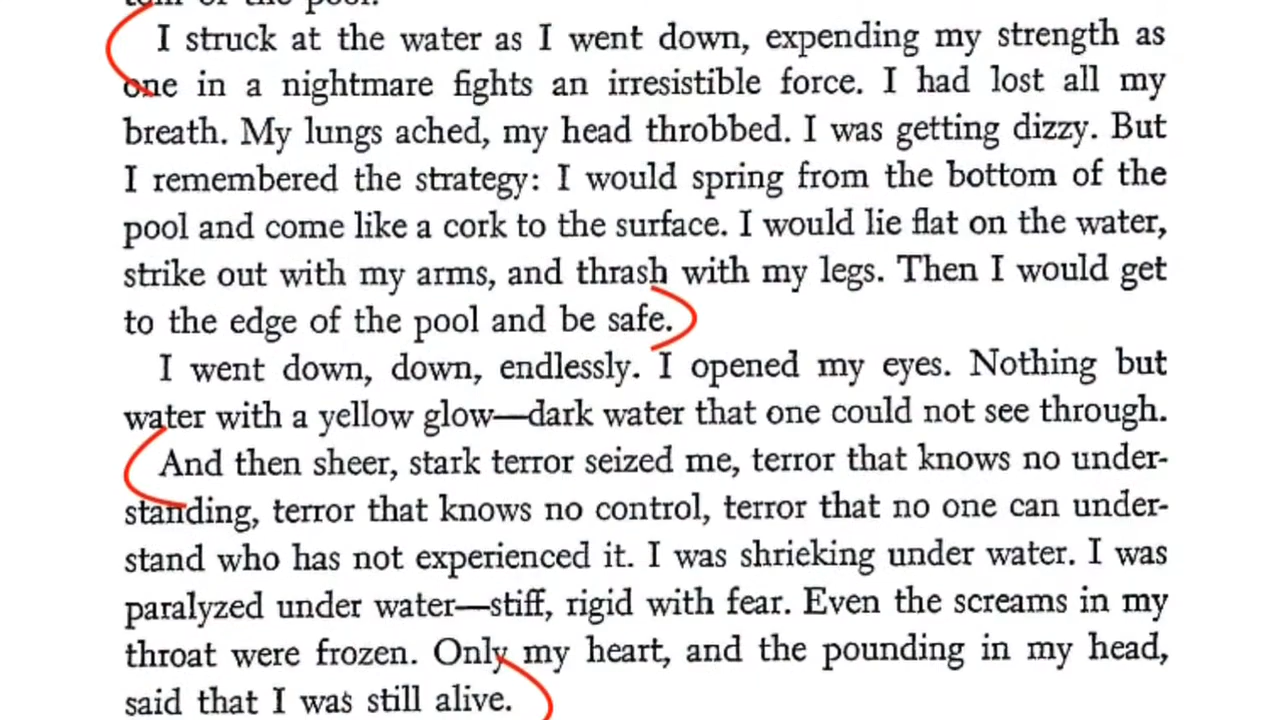 tom of the pool.
I struck at the water as I went down, expending my strength as
one in a nightmare fights an irresistible force. I had lost all my
breath. My lungs ached, my head throbbed. I was getting dizzy. But
I remembered the strategy: I would spring from the bottom of the
pool and come like a cork to the surface. I would lie flat on the water,
strike out with my arms, and thrash with my legs. Then I would get
to the edge of the pool and be safe.
I went down, down, endlessly. I opened my eyes. Nothing but
water with a yellow glow—dark water that one could not see through.
And then sheer, stark terror seized me, terror that knows no under-
standing, terror that knows no control, terror that no one can under-
stand who has not experienced it. I was shrieking under water. I was
paralyzed under water—stiff, rigid with fear. Even the screams in my
throat were frozen. Only my heart, and the pounding in my head,
said that I was still alive.